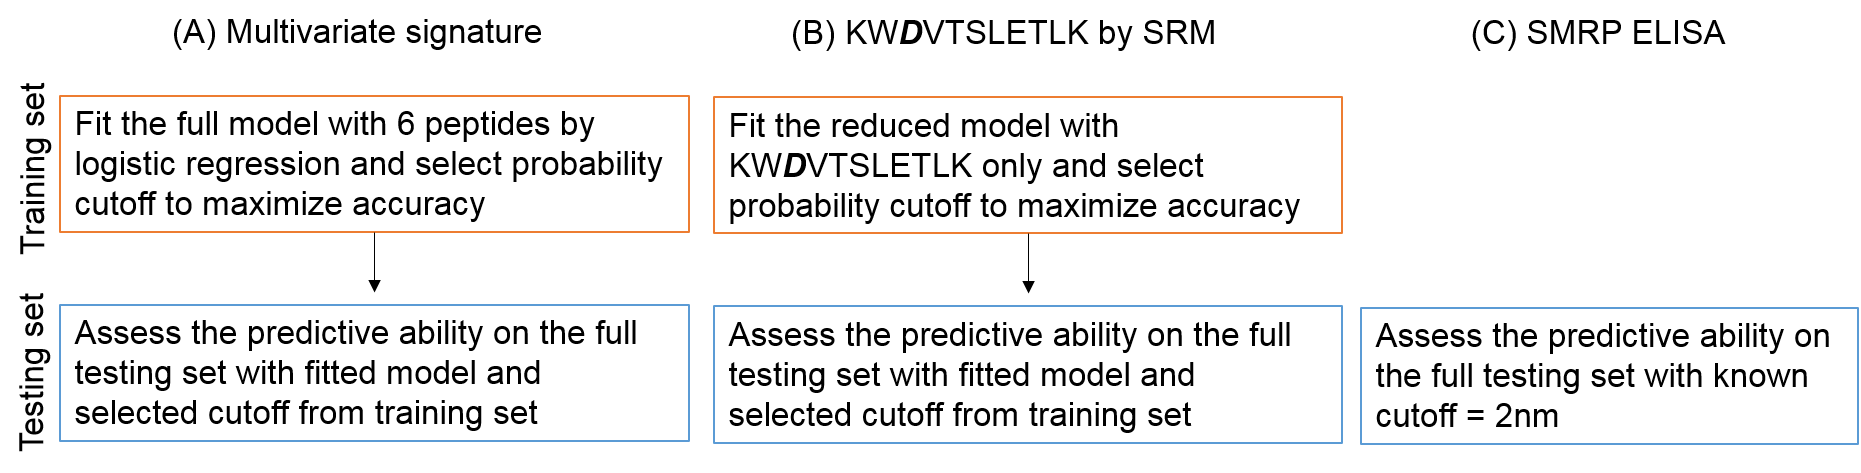 (A) Multivariate signature
(B) KWDVTSLETLK by SRM
(C) SMRP ELISA
Training set
Fit the full model with 6 peptides by
logistic regression and select probability
cutoff to maximize accuracy
Fit the reduced model with
KWDVTSLETLK only and select
probability cutoff to maximize accuracy
Testing set
Assess the predictive ability on the full
testing set with fitted model and
selected cutoff from training set
Assess the predictive ability on the full
testing set with fitted model and
selected cutoff from training set
Assess the predictive ability on
the full testing set with known
cutoff = 2nm